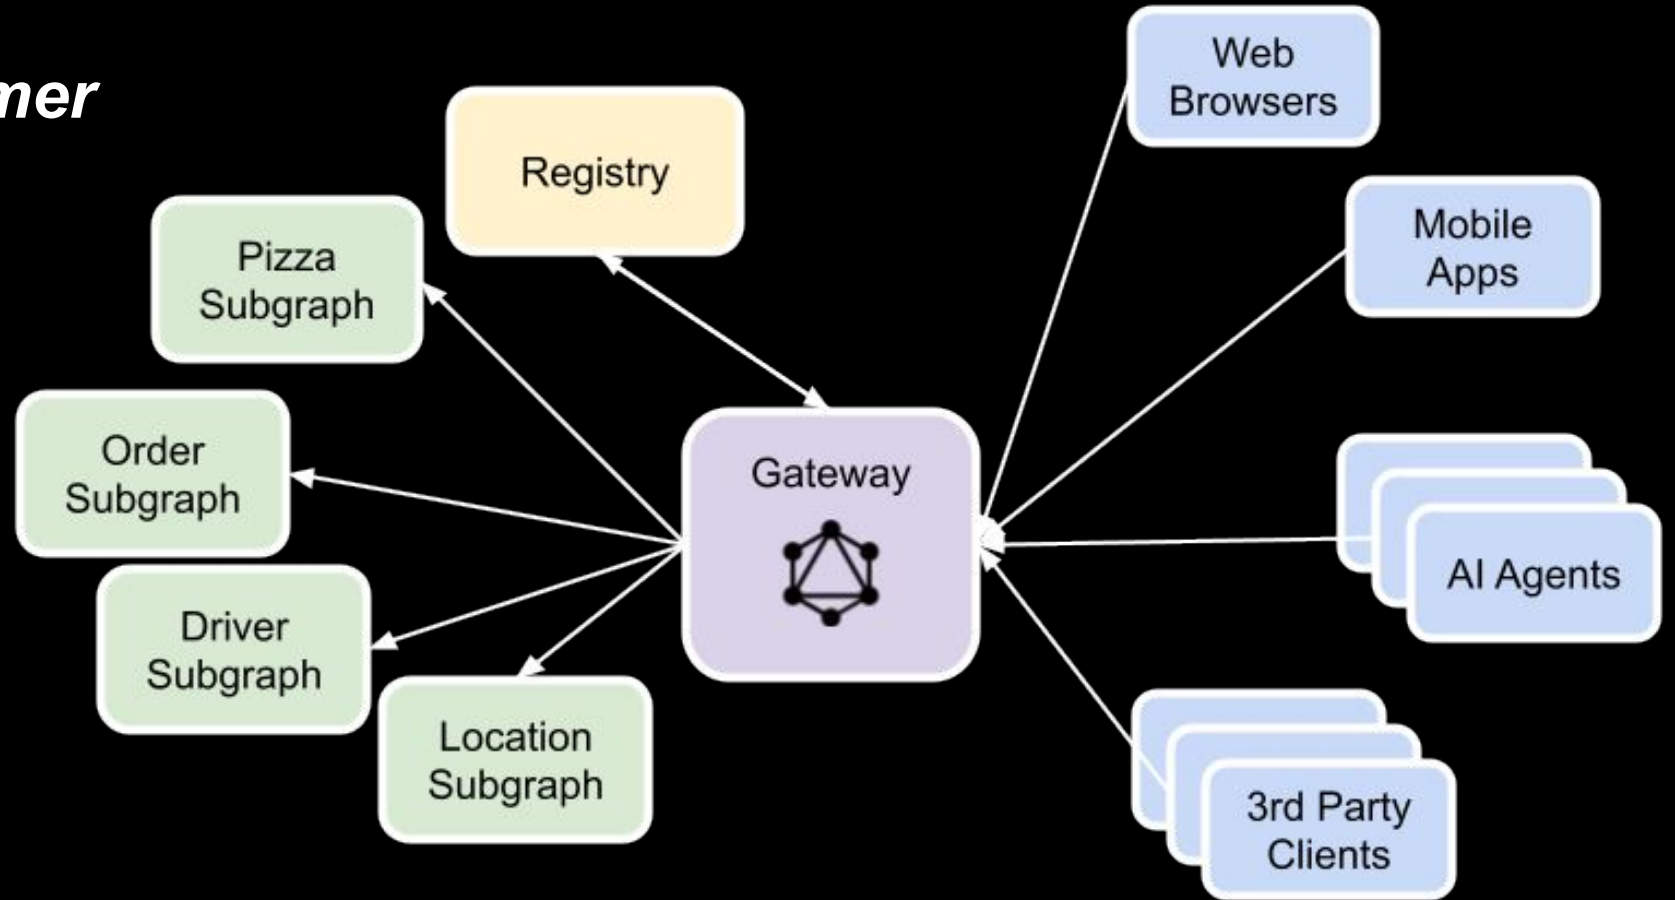 mer
Registry
Pizza
Subgraph
Order
Subgraph
Driver
Subgraph
Location
Subgraph
Gateway
Web
Browsers
Mobile
Apps
AI Agents
3rd Party
Clients